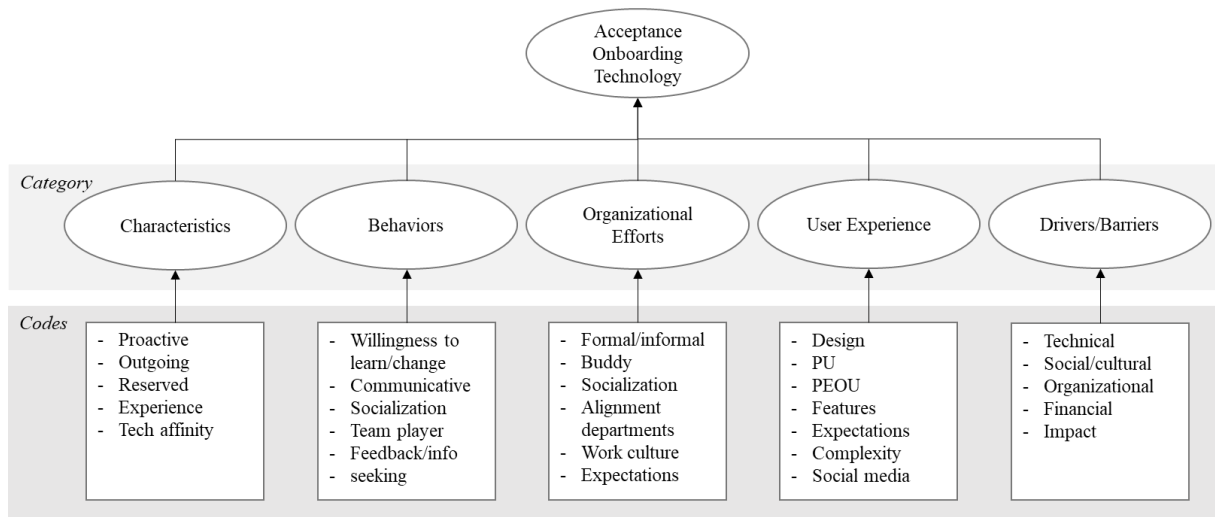 Acceptance
Onboarding
Technology
Category
Characteristics
Behaviors
Organizational
Efforts
User Experience
Drivers/Barriers
Codes
- Proactive
- Outgoing
- Reserved
- Experience
- Tech affinity
- Willingness to
learn/change
- Communicative
- Socialization
- Team player
- Feedback/info
- seeking
- Formal/informal
- Buddy
- Socialization
- Alignment
departments
- Work culture
- Expectations
- Design
- PU
- PEOU
- Features
- Expectations
- Complexity
- Social media
- Technical
- Social/cultural
- Organizational
- Financial
- Impact